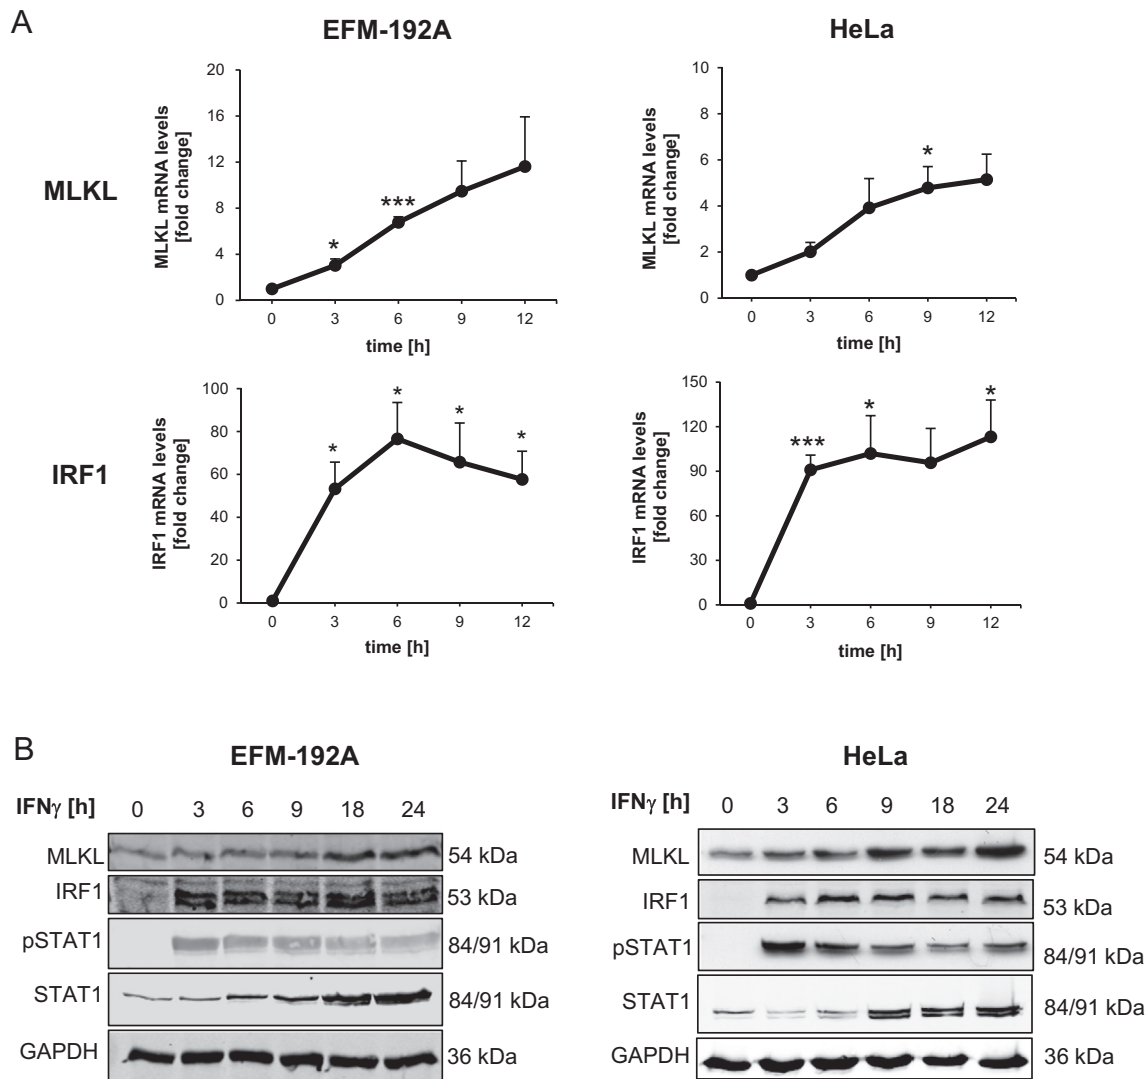 A
EFM-192A
HeLa
MLKL
MLKL mRNA levels
[fold change]
20
16
12
8
4
0
*
***
0 3 6 9 12
time [h]
MLKL mRNA levels
[fold change]
10
8
6
4
2
0
*
0 3 6 9 12
time [h]
IRF1
IRF1 mRNA levels
[fold change]
100
80
60
40
20
0
*
*
*
*
0 3 6 9 12
time [h]
IRF1 mRNA levels
[fold change]
150
120
90
60
30
0
***
*
*
0 3 6 9 12
time [h]
B
EFM-192A
IFNγ [h] 0 3 6 9 18 24
MLKL 54 kDa
IRF1 53 kDa
pSTAT1 84/91 kDa
STAT1 84/91 kDa
GAPDH 36 kDa
HeLa
IFNγ [h] 0 3 6 9 18 24
MLKL 54 kDa
IRF1 53 kDa
pSTAT1 84/91 kDa
STAT1 84/91 kDa
GAPDH 36 kDa